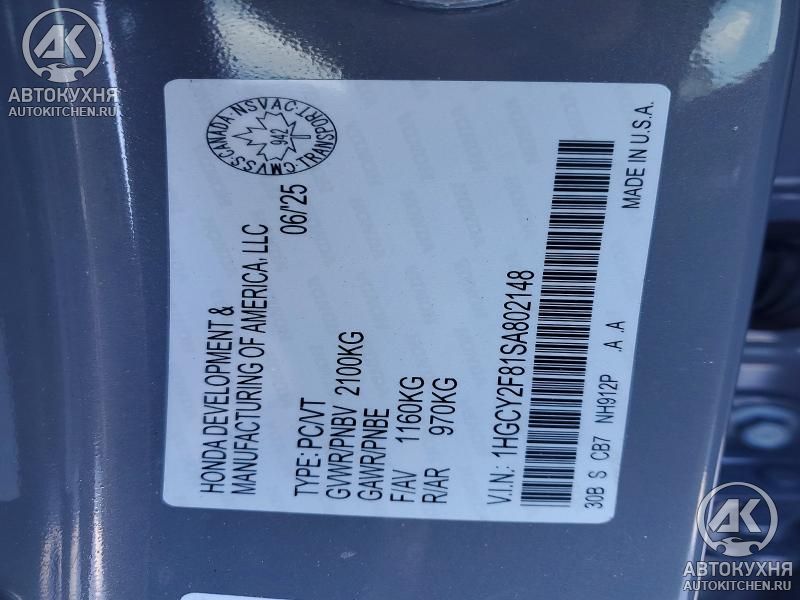 АВТОКУХНЯ
AUTOKITCHEN.RU
NSVAC-TRANSPORT
CMVSS-CANADA
942
HONDA DEVELOPMENT &
MANUFACTURING OF AMERICA, LLC
06/'25
TYPE: PC/VT
GVWR/PNBV 2100KG
GAWR/PNBE
F/AV 1160KG
R/AR 970KG
V.I.N.: 1HGCY2F81SA802148
30B S CB7 NH912P .A .A
MADE IN U.S.A.
АВТОКУХНЯ
AUTOKITCHEN.RU